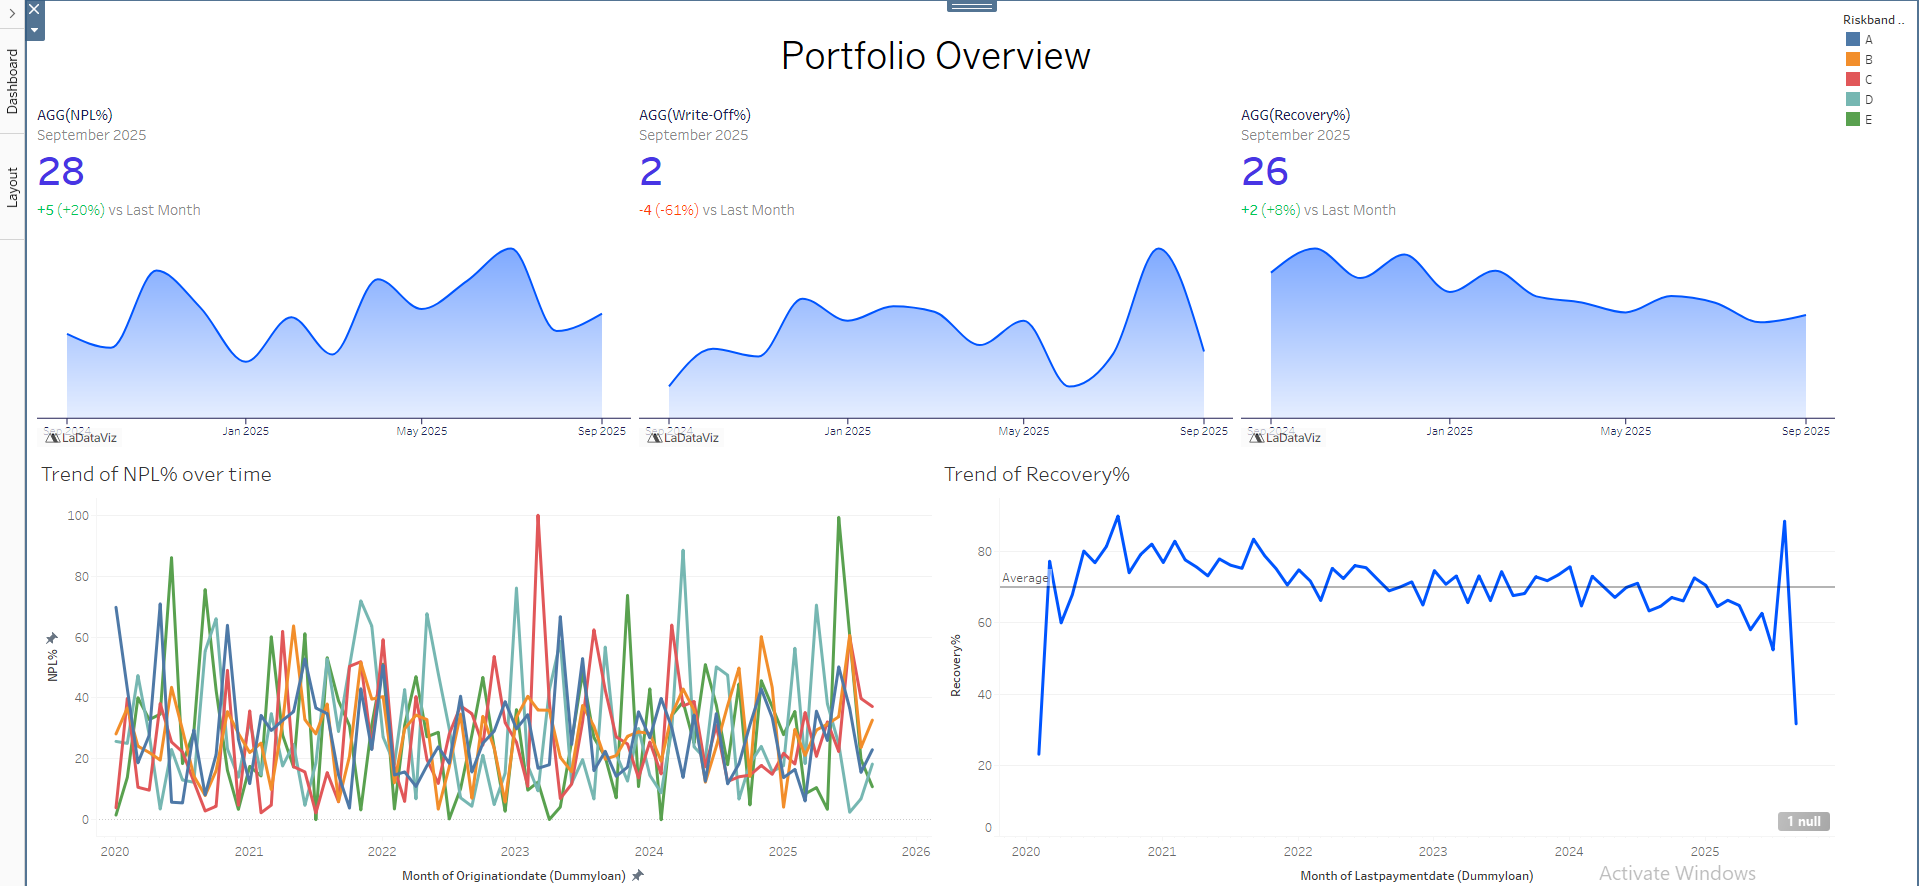 Dashboard
Layout
Portfolio Overview
Riskband ..
A
B
C
D
E
AGG(NPL%)
September 2025
28
+5 (+20%) vs Last Month
Jan 2025
May 2025
Sep 2025
LaDataViz
AGG(Write-Off%)
September 2025
2
-4 (-61%) vs Last Month
Jan 2025
May 2025
Sep 2025
LaDataViz
AGG(Recovery%)
September 2025
26
+2 (+8%) vs Last Month
Jan 2025
May 2025
Sep 2025
LaDataViz
Trend of NPL% over time
NPL%
100
80
60
40
20
0
2020
2021
2022
2023
2024
2025
2026
Month of Originationdate (Dummyloan)
Trend of Recovery%
Recovery%
80
60
40
20
0
Average
1 null
2020
2021
2022
2023
2024
2025
Month of Lastpaymentdate (Dummyloan)
Activate Windows